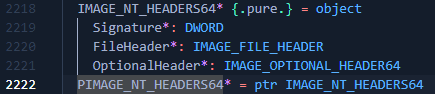 2218 IMAGE_NT_HEADERS64* {.pure.} = object
2219 Signature*: DWORD
2220 FileHeader*: IMAGE_FILE_HEADER
2221 OptionalHeader*: IMAGE_OPTIONAL_HEADER64
2222 PIMAGE_NT_HEADERS64* = ptr IMAGE_NT_HEADERS64